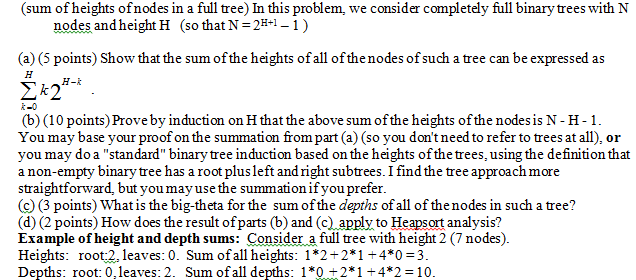 (sum of heights of nodes in a full tree) In this problem, we consider completely full binary trees with N
nodes and height H (so that N = 2^{H+1} – 1 )
(a) (5 points) Show that the sum of the heights of all of the nodes of such a tree can be expressed as
\sum_{k=0}^{H} k2^{H-k} .
(b) (10 points) Prove by induction on H that the above sum of the heights of the nodes is N - H - 1.
You may base your proof on the summation from part (a) (so you don't need to refer to trees at all), or
you may do a "standard" binary tree induction based on the heights of the trees, using the definition that
a non-empty binary tree has a root plus left and right subtrees. I find the tree approach more
straightforward, but you may use the summation if you prefer.
(c) (3 points) What is the big-theta for the sum of the depths of all of the nodes in such a tree?
(d) (2 points) How does the result of parts (b) and (c) apply to Heapsort analysis?
Example of height and depth sums: Consider a full tree with height 2 (7 nodes).
Heights: root:2, leaves: 0. Sum of all heights: 1*2 + 2*1 + 4*0 = 3.
Depths: root: 0, leaves: 2. Sum of all depths: 1*0 + 2*1 + 4*2 = 10.